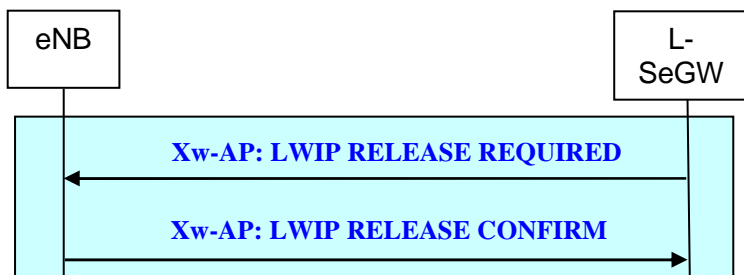 eNB
L-
SeGW
Xw-AP: LWIP RELEASE REQUIRED
Xw-AP: LWIP RELEASE CONFIRM